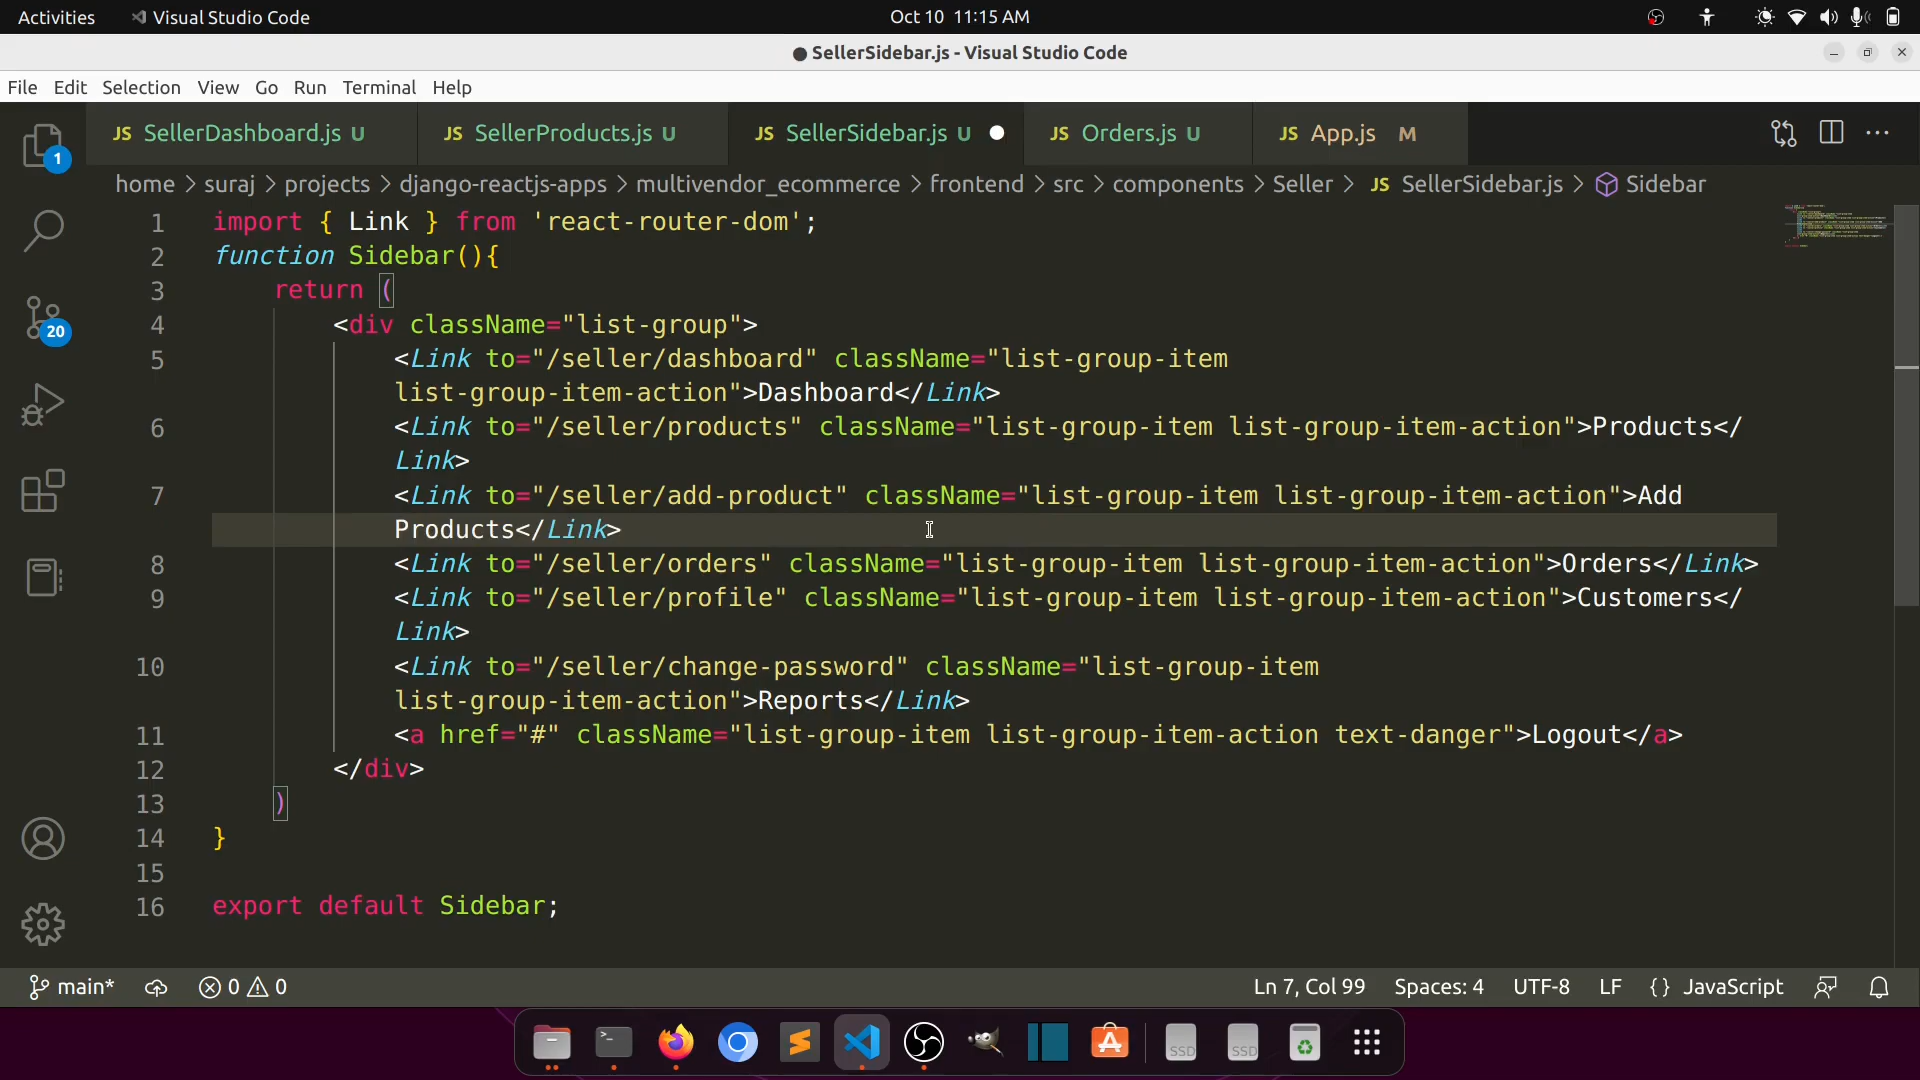 Activities Visual Studio Code Oct 10 11:15 AM
● SellerSidebar.js - Visual Studio Code
File Edit Selection View Go Run Terminal Help
JS SellerDashboard.js U JS SellerProducts.js U JS SellerSidebar.js U ● JS Orders.js U JS App.js M
1
home > suraj > projects > django-reactjs-apps > multivendor_ecommerce > frontend > src > components > Seller > JS SellerSidebar.js > Sidebar
1 import { Link } from 'react-router-dom';
2 function Sidebar(){
3 return (
4 <div className="list-group">
5 <Link to="/seller/dashboard" className="list-group-item
list-group-item-action">Dashboard</Link>
6 <Link to="/seller/products" className="list-group-item list-group-item-action">Products</
Link>
7 <Link to="/seller/add-product" className="list-group-item list-group-item-action">Add
Products</Link>
8 <Link to="/seller/orders" className="list-group-item list-group-item-action">Orders</Link>
9 <Link to="/seller/profile" className="list-group-item list-group-item-action">Customers</
Link>
10 <Link to="/seller/change-password" className="list-group-item
list-group-item-action">Reports</Link>
11 <a href="#" className="list-group-item list-group-item-action text-danger">Logout</a>
12 </div>
13 )
14 }
15
16 export default Sidebar;
20
main* 0 0 Ln 7, Col 99 Spaces: 4 UTF-8 LF {} JavaScript
SSD SSD